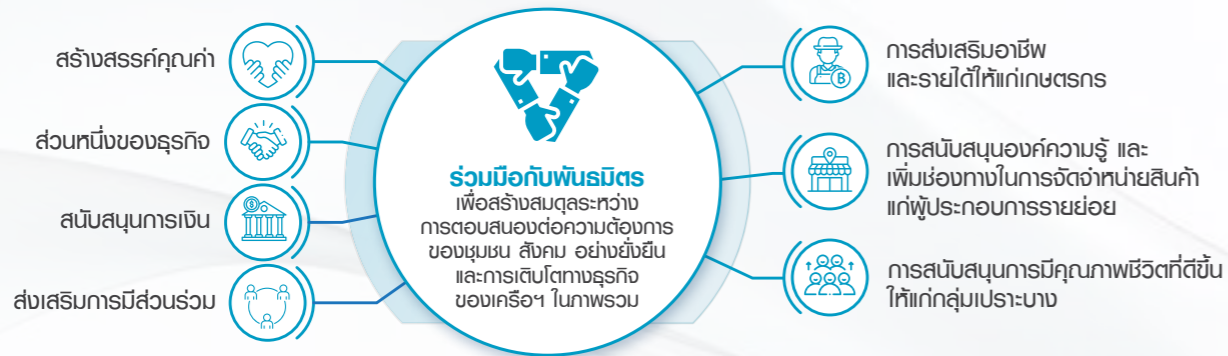 สร้างสรรค์คุณค่า
ส่วนหนึ่งของธุรกิจ
สนับสนุนการเงิน
ส่งเสริมการมีส่วนร่วม
ร่วมมือกับพันธมิตร
เพื่อสร้างสมดุลระหว่าง
การตอบสนองต่อความต้องการ
ของชุมชน สังคม อย่างยั่งยืน
และการเติบโตทางธุรกิจ
ของเครือฯ ในภาพรวม
การส่งเสริมอาชีพ
และรายได้ให้แก่เกษตรกร
การสนับสนุนองค์ความรู้ และ
เพิ่มช่องทางในการจัดจำหน่ายสินค้า
แก่ผู้ประกอบการรายย่อย
การสนับสนุนการมีคุณภาพชีวิตที่ดีขึ้น
ให้แก่กลุ่มเปราะบาง